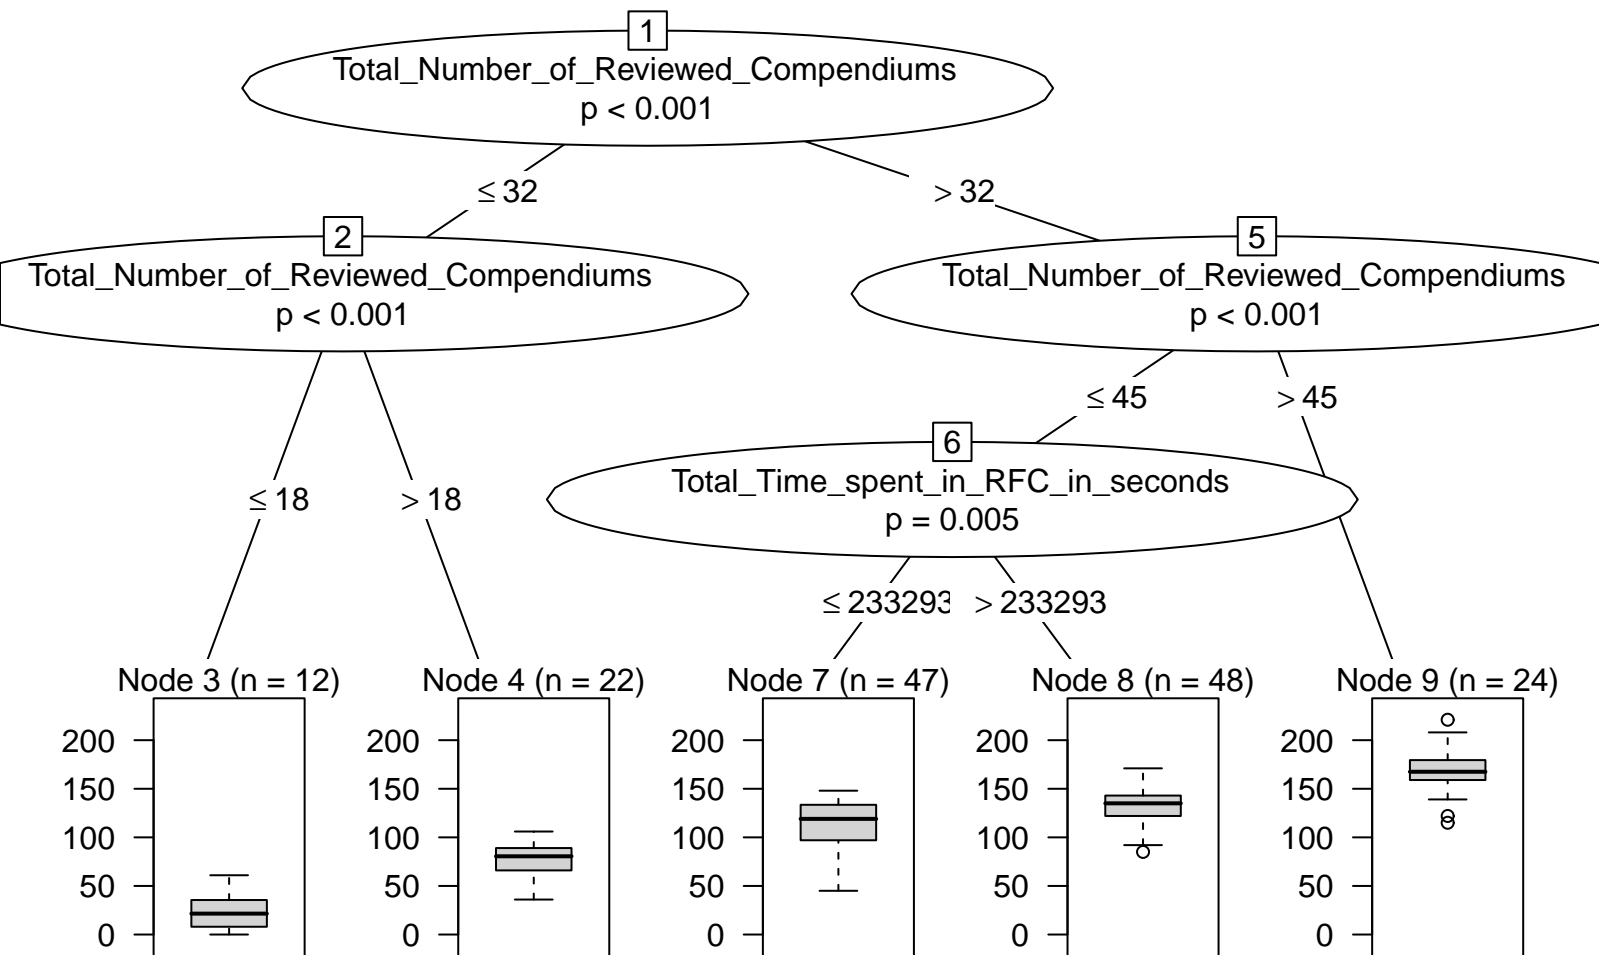 1
Total_Number_of_Reviewed_Compendiums
p < 0.001
≤ 32
> 32
2
Total_Number_of_Reviewed_Compendiums
p < 0.001
5
Total_Number_of_Reviewed_Compendiums
p < 0.001
≤ 45
> 45
6
Total_Time_spent_in_RFC_in_seconds
p = 0.005
≤ 18
> 18
≤ 233293
> 233293
Node 3 (n = 12)
200
150
100
50
0
Node 4 (n = 22)
200
150
100
50
0
Node 7 (n = 47)
200
150
100
50
0
Node 8 (n = 48)
200
150
100
50
0
Node 9 (n = 24)
200
150
100
50
0